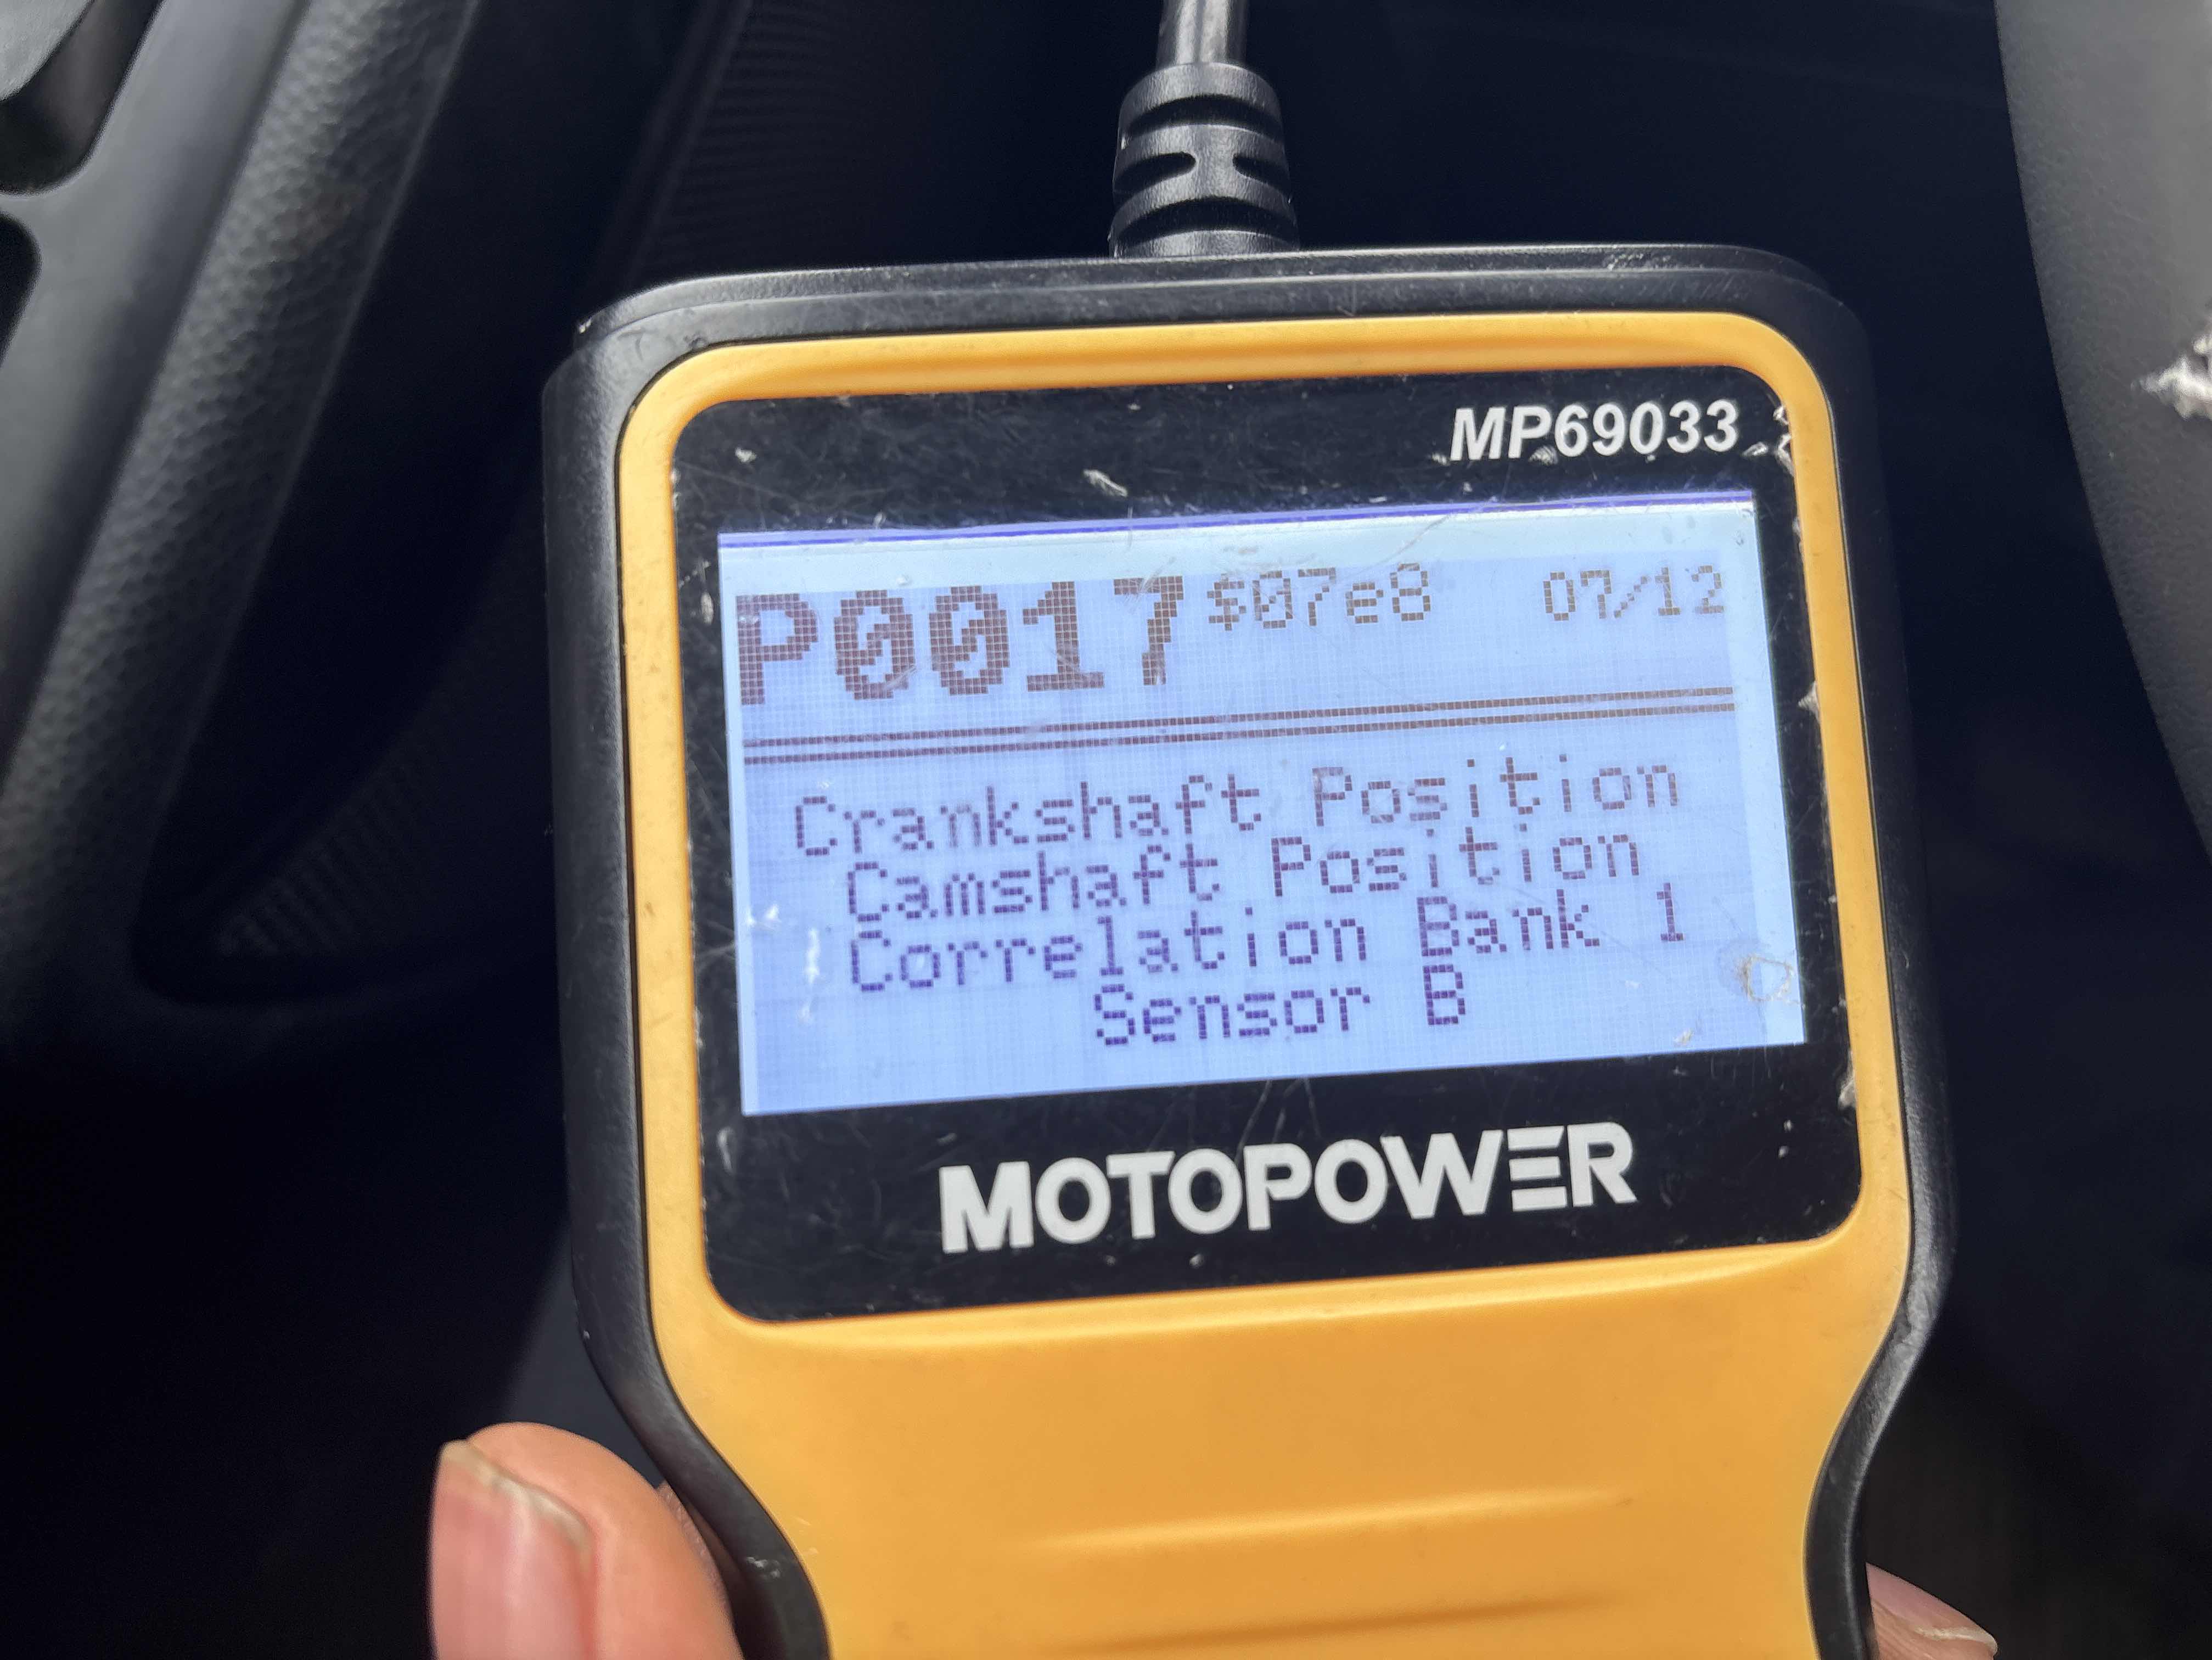 MP69033
P0017 $07e8 07/12
Crankshaft Position
Camshaft Position
Correlation Bank 1
Sensor B
MOTOPOWER